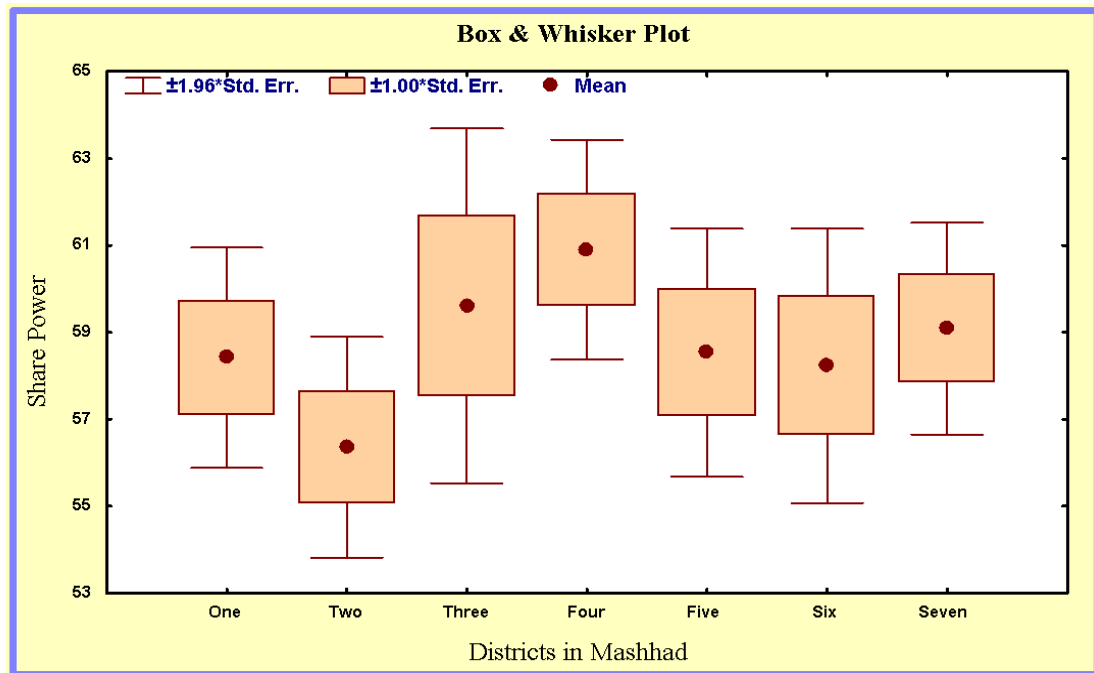 Box & Whisker Plot
±1.96*Std. Err. ±1.00*Std. Err. Mean
65
63
61
59
57
55
53
Share Power
One Two Three Four Five Six Seven
Districts in Mashhad